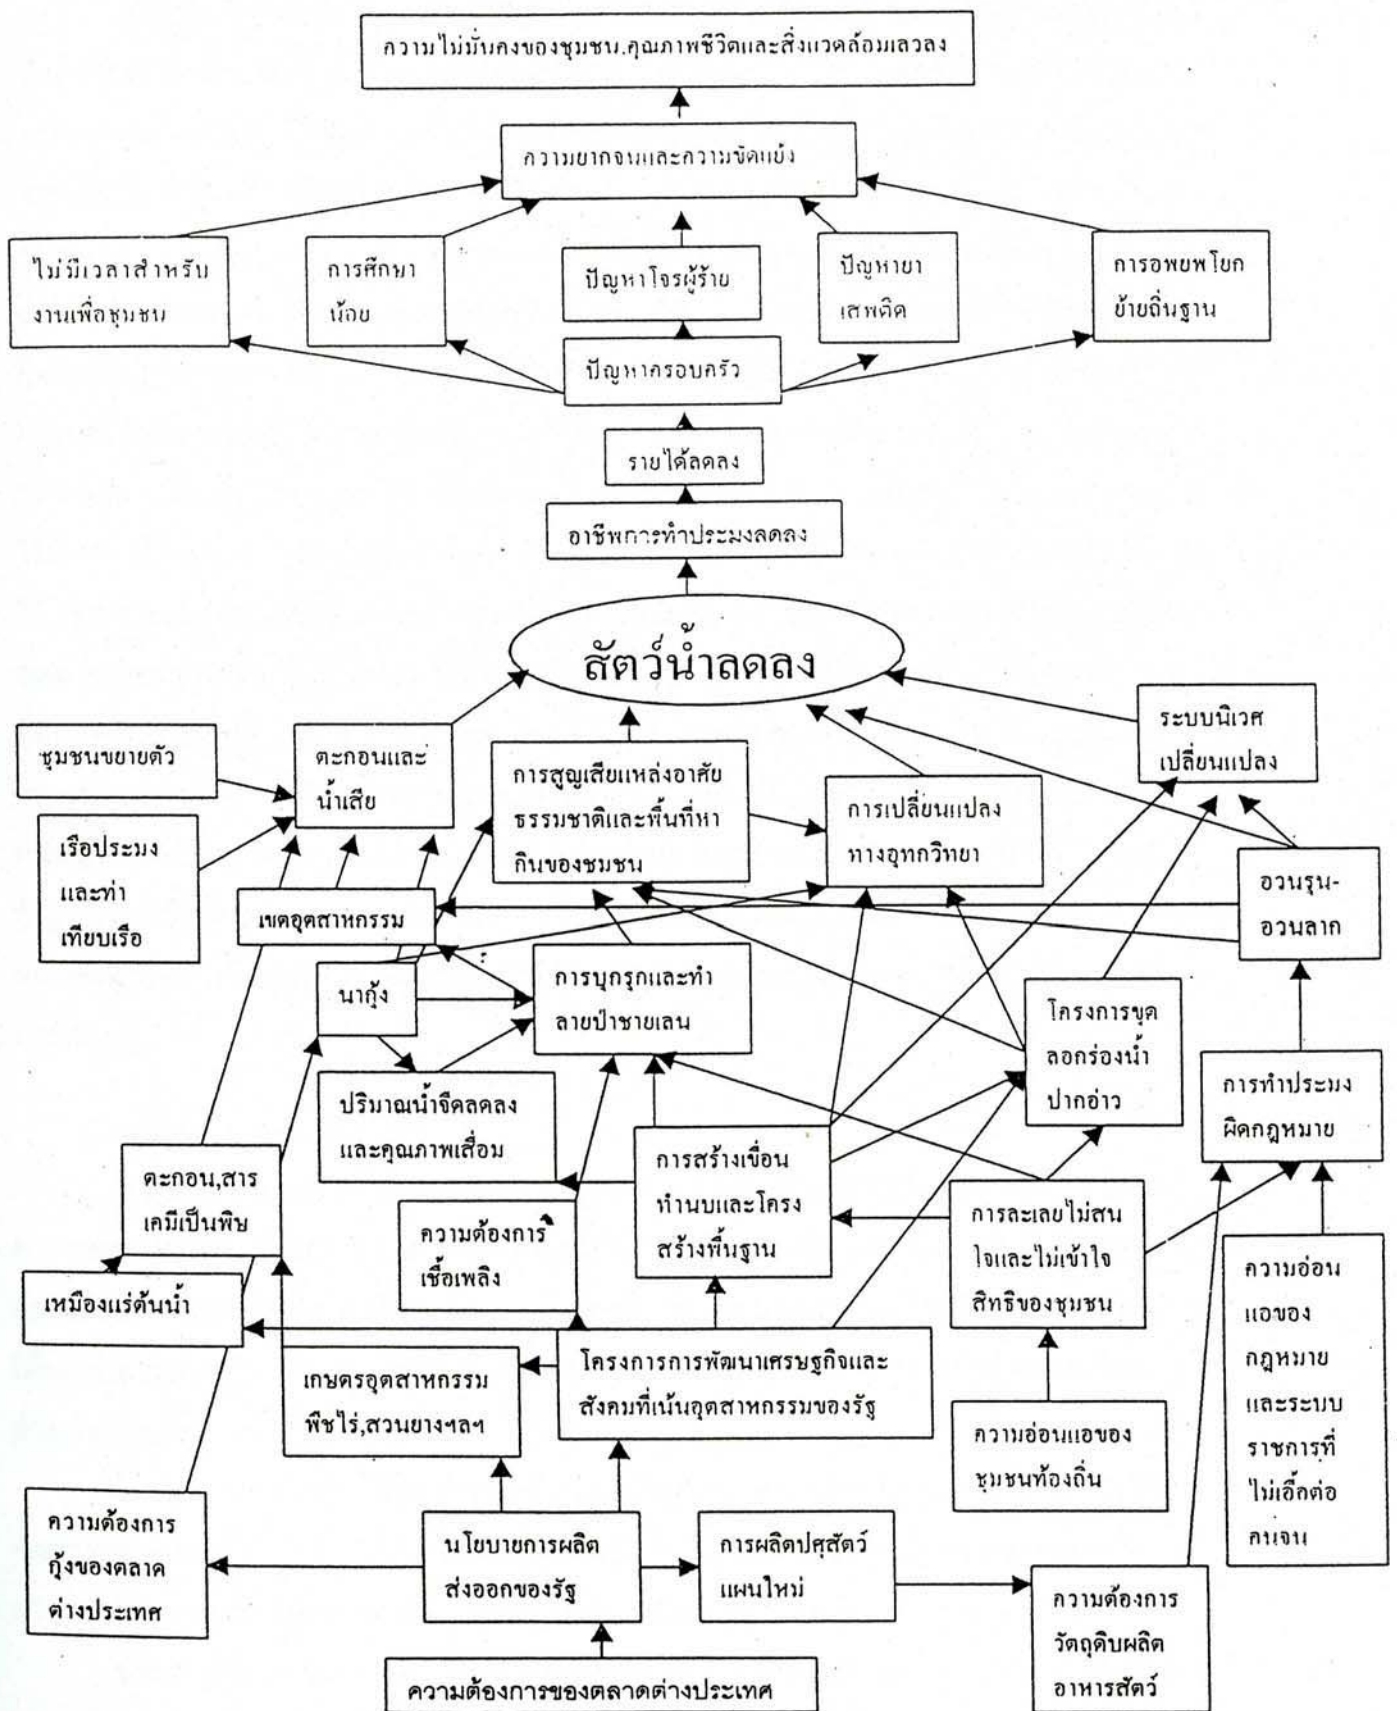 ความไม่มั่นคงของชุมชน.คุณภาพชีวิตและสิ่งแวดล้อมเลวลง
ความยากจนและความขัดแย้ง
ไม่มีเวลาสำหรับ
งานเพื่อชุมชน
การศึกษา
น้อย
ปัญหาโจรผู้ร้าย
ปัญหายา
เสพติด
การอพยพโยก
ย้ายถิ่นฐาน
ปัญหาครอบครัว
รายได้ลดลง
อาชีพการทำประมงลดลง
สัตว์น้ำลดลง
ชุมชนขยายตัว
ตะกอนและ
น้ำเสีย
การสูญเสียแหล่งอาศัย
ธรรมชาติและพื้นที่หา
กินของชุมชน
การเปลี่ยนแปลง
ทางอุทกวิทยา
ระบบนิเวศ
เปลี่ยนแปลง
เรือประมง
และท่า
เทียบเรือ
เขตอุตสาหกรรม
อวนรุน-
อวนลาก
นากุ้ง
การบุกรุกและทำ
ลายป่าชายเลน
โครงการขุด
ลอกร่องน้ำ
ปากอ่าว
การทำประมง
ผิดกฎหมาย
ปริมาณน้ำจืดลดลง
และคุณภาพเสื่อม
ตะกอน,สาร
เคมีเป็นพิษ
การสร้างเขื่อน
ทำนบและโครง
สร้างพื้นฐาน
ความต้องการ
เชื้อเพลิง
การละเลยไม่สน
ใจและไม่เข้าใจ
สิทธิของชุมชน
ความอ่อน
แอของ
กฎหมาย
และระบบ
ราชการที่
ไม่เอื้อต่อ
คนจน
เหมืองแร่ต้นน้ำ
เกษตรอุตสาหกรรม
พืชไร่,สวนยางฯลฯ
โครงการการพัฒนาเศรษฐกิจและ
สังคมที่เน้นอุตสาหกรรมของรัฐ
ความอ่อนแอของ
ชุมชนท้องถิ่น
ความต้องการ
กุ้งของตลาด
ต่างประเทศ
นโยบายการผลิต
ส่งออกของรัฐ
การผลิตปศุสัตว์
แผนใหม่
ความต้องการ
วัตถุดิบผลิต
อาหารสัตว์
ความต้องการของตลาดต่างประเทศ